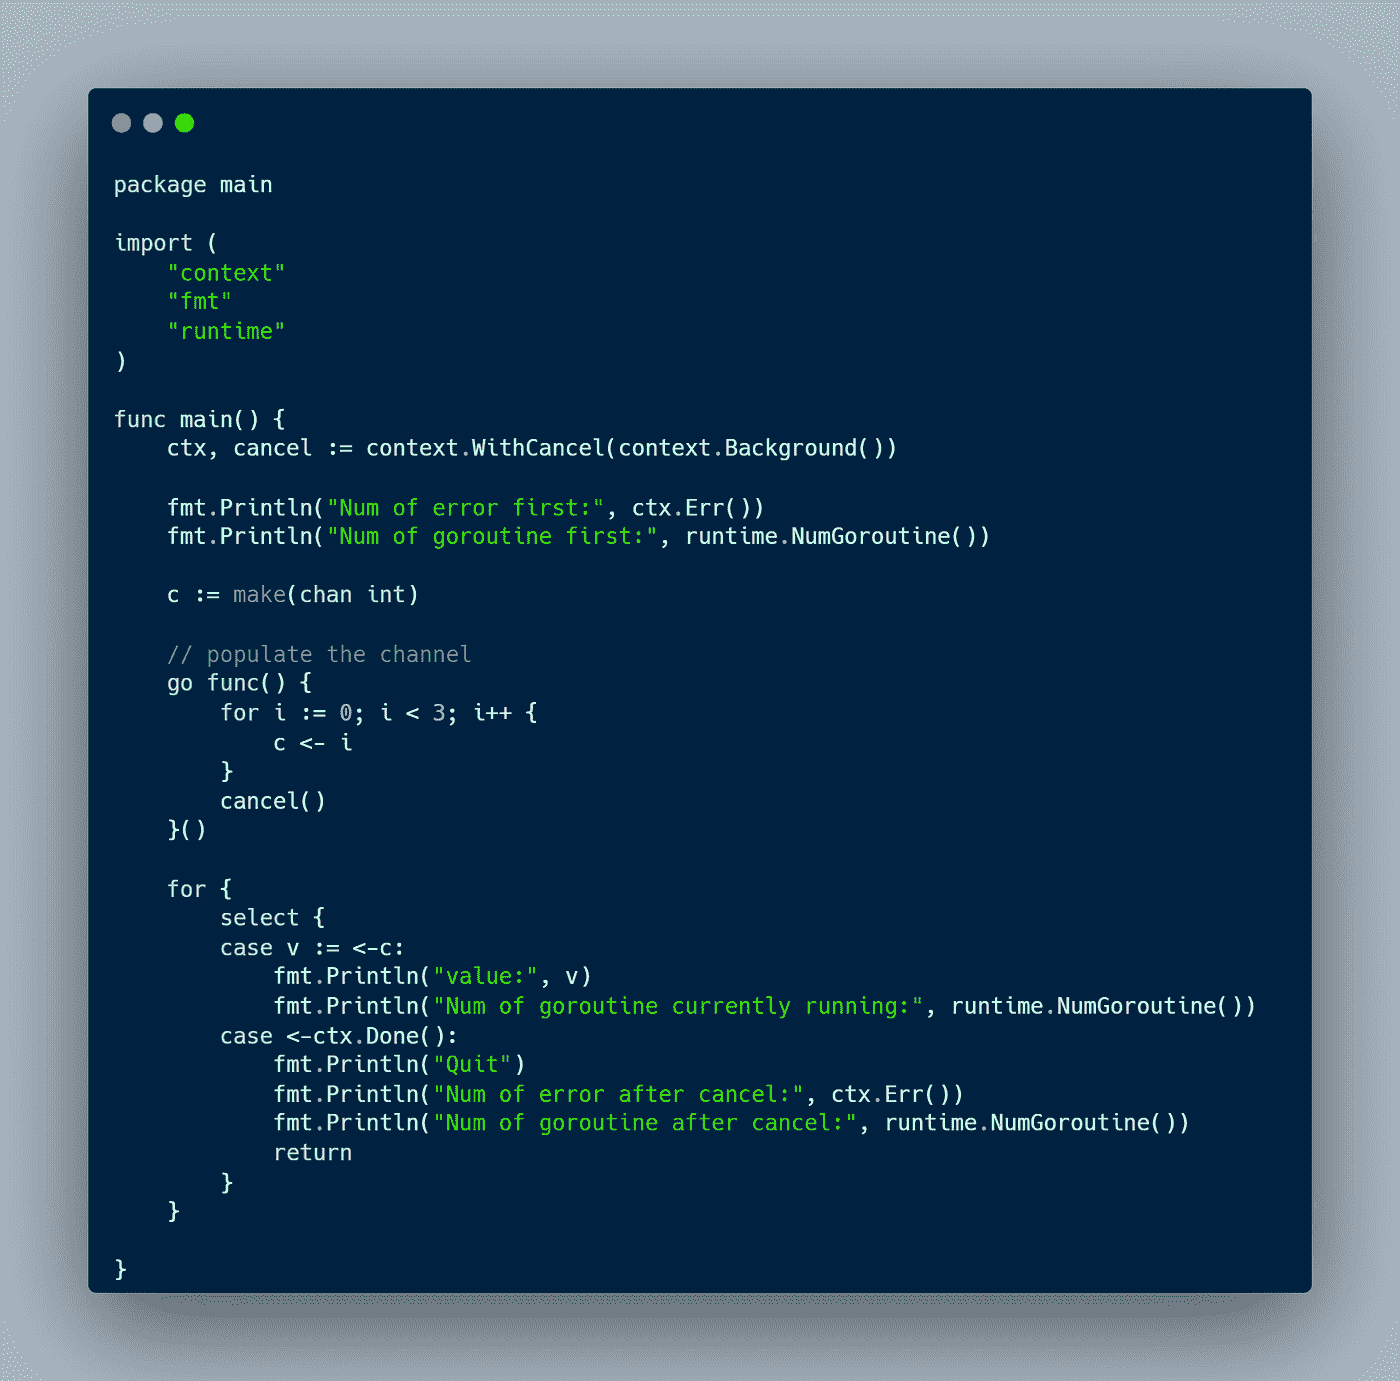 package main

import (
    "context"
    "fmt"
    "runtime"
)

func main() {
    ctx, cancel := context.WithCancel(context.Background())

    fmt.Println("Num of error first:", ctx.Err())
    fmt.Println("Num of goroutine first:", runtime.NumGoroutine())

    c := make(chan int)

    // populate the channel
    go func() {
        for i := 0; i < 3; i++ {
            c <- i
        }
        cancel()
    }()

    for {
        select {
        case v := <-c:
            fmt.Println("value:", v)
            fmt.Println("Num of goroutine currently running:", runtime.NumGoroutine())
        case <-ctx.Done():
            fmt.Println("Quit")
            fmt.Println("Num of error after cancel:", ctx.Err())
            fmt.Println("Num of goroutine after cancel:", runtime.NumGoroutine())
            return
        }
    }

}